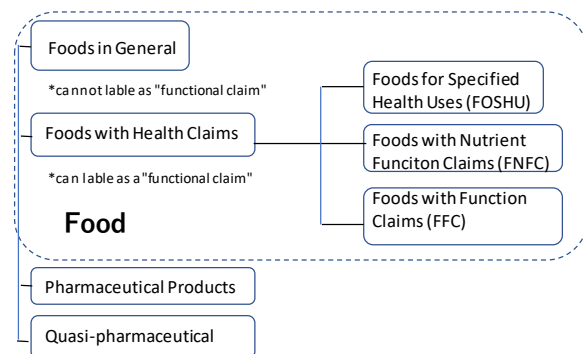 Foods in General
*cannot lable as "functional claim"
Foods with Health Claims
*can lable as a "functional claim"
Food
Foods for Specified
Health Uses (FOSHU)
Foods with Nutrient
Funciton Claims (FNFC)
Foods with Function
Claims (FFC)
Pharmaceutical Products
Quasi-pharmaceutical